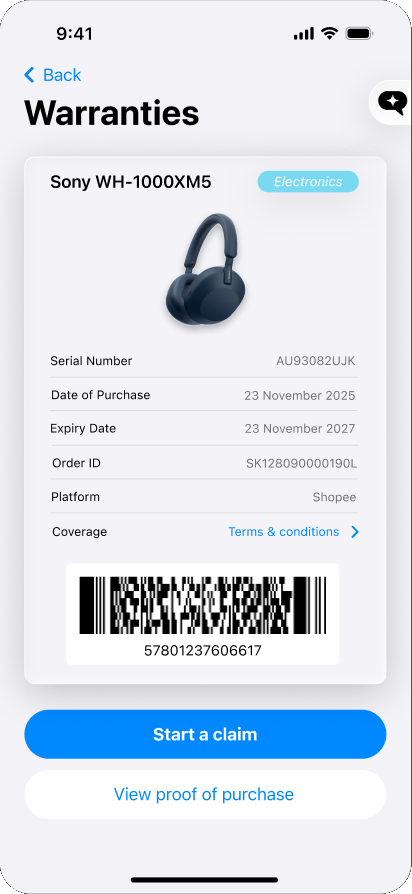 9:41
Back
Warranties
Sony WH-1000XM5 Electronics
Serial Number AU93082UJK
Date of Purchase 23 November 2025
Expiry Date 23 November 2027
Order ID SK128090000190L
Platform Shopee
Coverage Terms & conditions
57801237606617
Start a claim
View proof of purchase